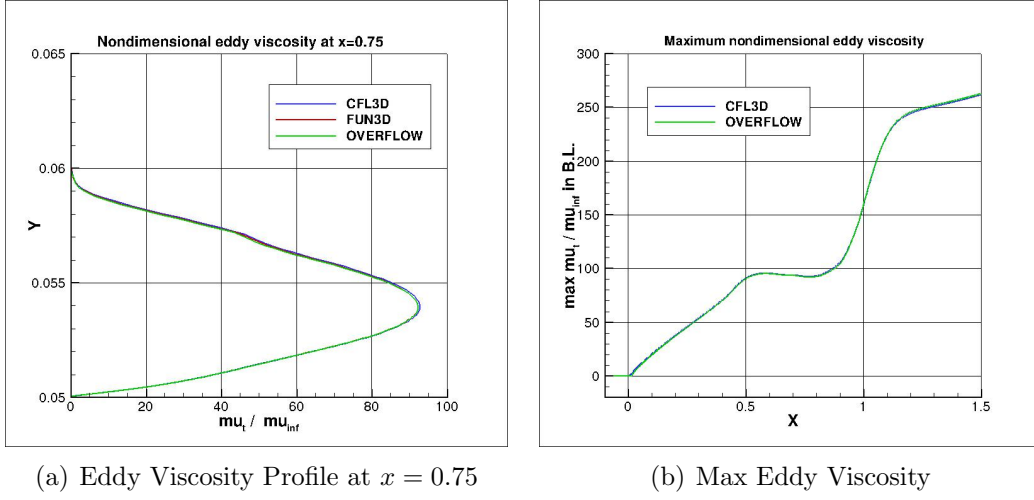 Nondimensional eddy viscosity at x=0.75
0.065
CFL3D
FUN3D
OVERFLOW
0.06
Y
0.055
0.05
0 20 40 60 80 100
mu_t / mu_inf
(a) Eddy Viscosity Profile at x = 0.75
Maximum nondimensional eddy viscosity
300
CFL3D
OVERFLOW
250
200
max mu_t / mu_inf in B.L.
150
100
50
0
0 0.5 1 1.5
X
(b) Max Eddy Viscosity